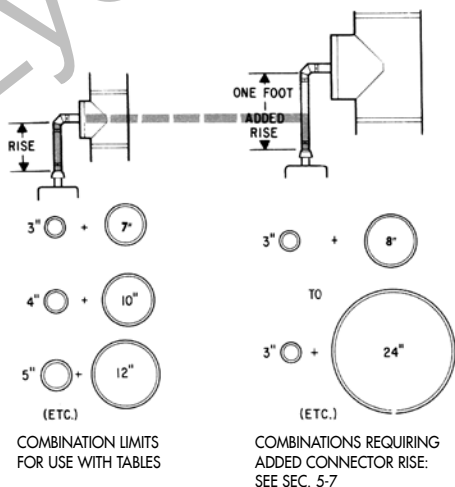 RISE
ONE FOOT
ADDED
RISE
3" + 7"
4" + 10"
5" + 12"
(ETC.)
COMBINATION LIMITS
FOR USE WITH TABLES
3" + 8"
TO
3" + 24"
(ETC.)
COMBINATIONS REQUIRING
ADDED CONNECTOR RISE:
SEE SEC. 5-7